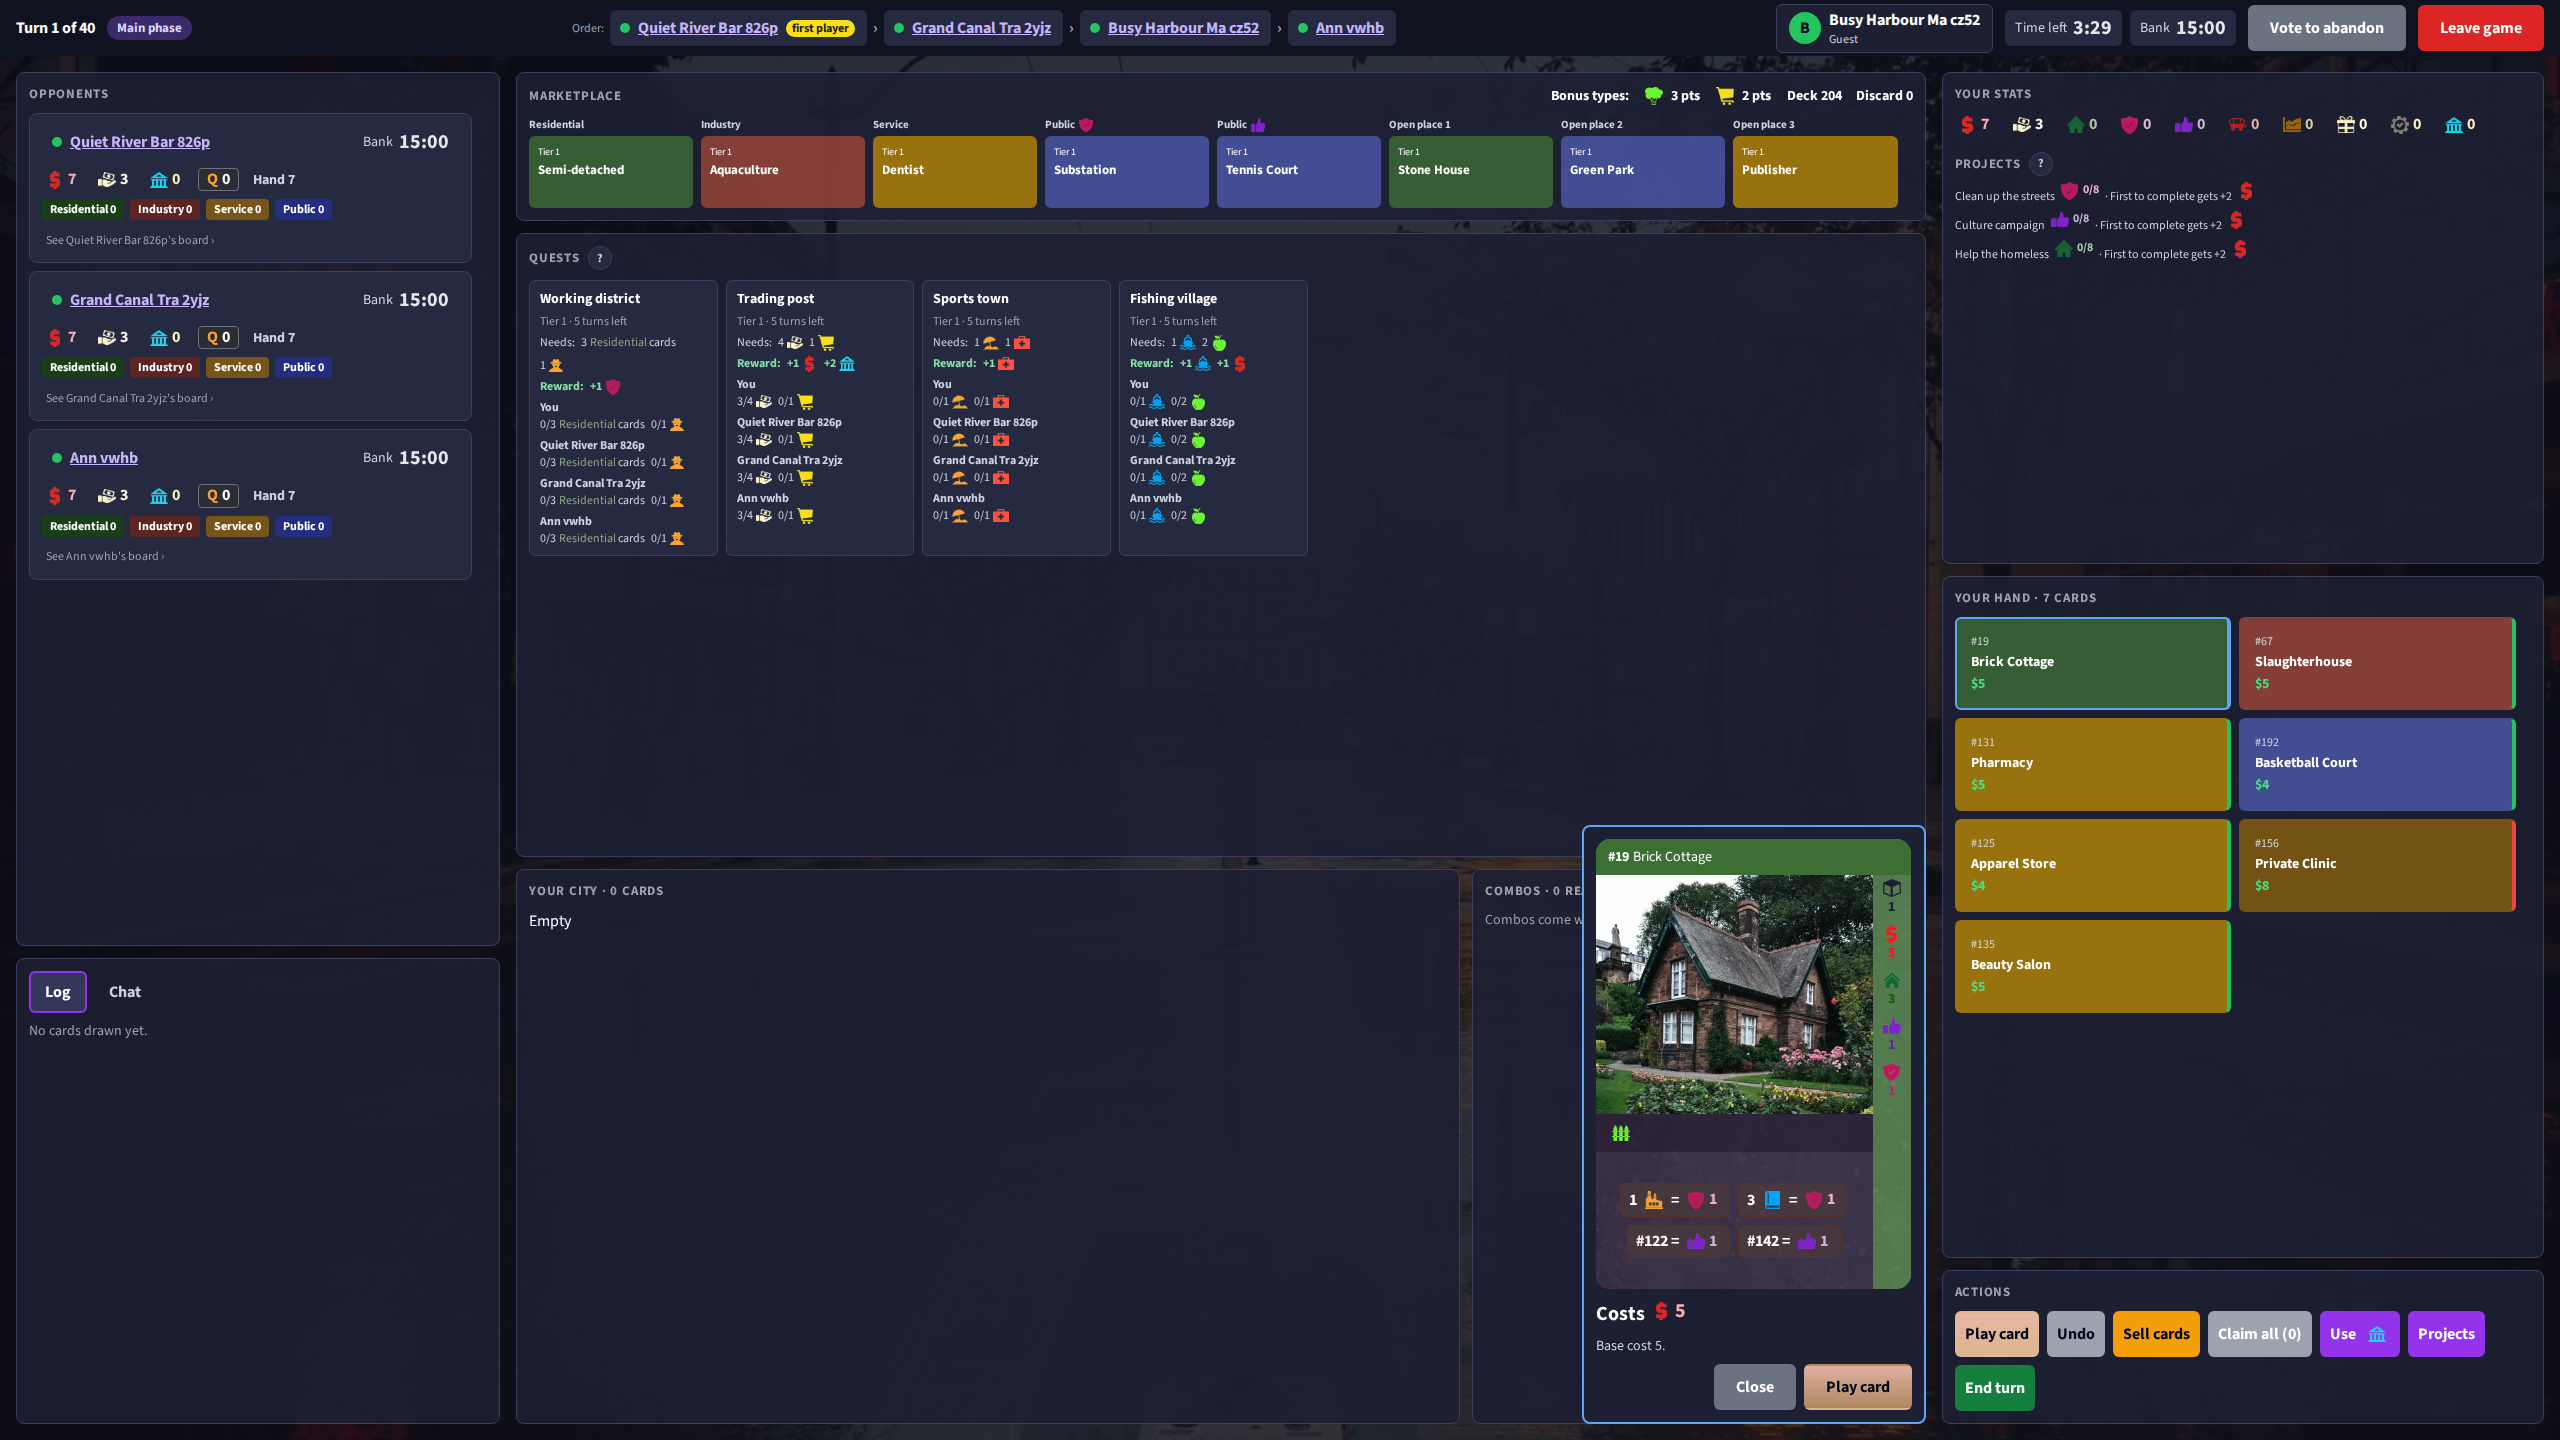 Turn 1 of 40 Main phase
Order: Quiet River Bar 826p first player › Grand Canal Tra 2yjz › Busy Harbour Ma cz52 › Ann vwhb
B Busy Harbour Ma cz52
Guest
Time left 3:29 Bank 15:00 Vote to abandon Leave game
OPPONENTS
Quiet River Bar 826p Bank 15:00
7 3 0 Q 0 Hand 7
Residential 0 Industry 0 Service 0 Public 0
See Quiet River Bar 826p's board ›
Grand Canal Tra 2yjz Bank 15:00
7 3 0 Q 0 Hand 7
Residential 0 Industry 0 Service 0 Public 0
See Grand Canal Tra 2yjz's board ›
Ann vwhb Bank 15:00
7 3 0 Q 0 Hand 7
Residential 0 Industry 0 Service 0 Public 0
See Ann vwhb's board ›
Log Chat
No cards drawn yet.
MARKETPLACE Bonus types: 3 pts 2 pts Deck 204 Discard 0
Residential Industry Service Public Public Open place 1 Open place 2 Open place 3
Tier 1 Tier 1 Tier 1 Tier 1 Tier 1 Tier 1 Tier 1 Tier 1
Semi-detached Aquaculture Dentist Substation Tennis Court Stone House Green Park Publisher
QUESTS ?
Working district
Tier 1 · 5 turns left
Needs: 3 Residential cards
1
Reward: +1
You
0/3 Residential cards 0/1
Quiet River Bar 826p
0/3 Residential cards 0/1
Grand Canal Tra 2yjz
0/3 Residential cards 0/1
Ann vwhb
0/3 Residential cards 0/1
Trading post
Tier 1 · 5 turns left
Needs: 4 1
Reward: +1 $ +2
You
3/4 0/1
Quiet River Bar 826p
3/4 0/1
Grand Canal Tra 2yjz
3/4 0/1
Ann vwhb
3/4 0/1
Sports town
Tier 1 · 5 turns left
Needs: 1 1
Reward: +1
You
0/1 0/1
Quiet River Bar 826p
0/1 0/1
Grand Canal Tra 2yjz
0/1 0/1
Ann vwhb
0/1 0/1
Fishing village
Tier 1 · 5 turns left
Needs: 1 2
Reward: +1 +1 $
You
0/1 0/2
Quiet River Bar 826p
0/1 0/2
Grand Canal Tra 2yjz
0/1 0/2
Ann vwhb
0/1 0/2
YOUR CITY · 0 CARDS
Empty
COMBOS · 0 RE
Combos come w
#19 Brick Cottage
1
5
3
1
1
1 = 1 3 = 1
#122 = 1 #142 = 1
Costs $ 5
Base cost 5.
Close Play card
YOUR STATS
$ 7 3 0 0 0 0 0 0 0 0
PROJECTS ?
Clean up the streets 0/8 · First to complete gets +2 $
Culture campaign 0/8 · First to complete gets +2 $
Help the homeless 0/8 · First to complete gets +2 $
YOUR HAND · 7 CARDS
#19
Brick Cottage
$5
#67
Slaughterhouse
$5
#131
Pharmacy
$5
#192
Basketball Court
$4
#125
Apparel Store
$4
#156
Private Clinic
$8
#135
Beauty Salon
$5
ACTIONS
Play card Undo Sell cards Claim all (0) Use Projects
End turn